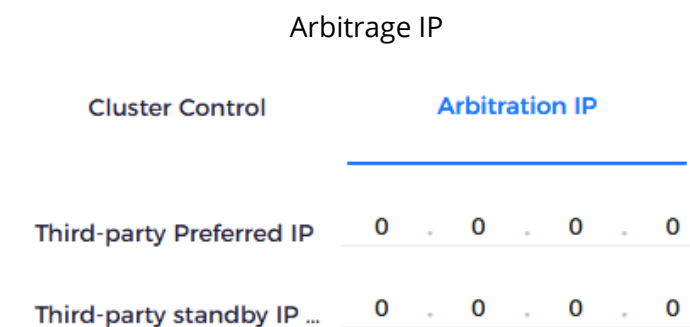 Arbitrage IP
Cluster Control Arbitration IP
Third-party Preferred IP 0 . 0 . 0 . 0
Third-party standby IP ... 0 . 0 . 0 . 0